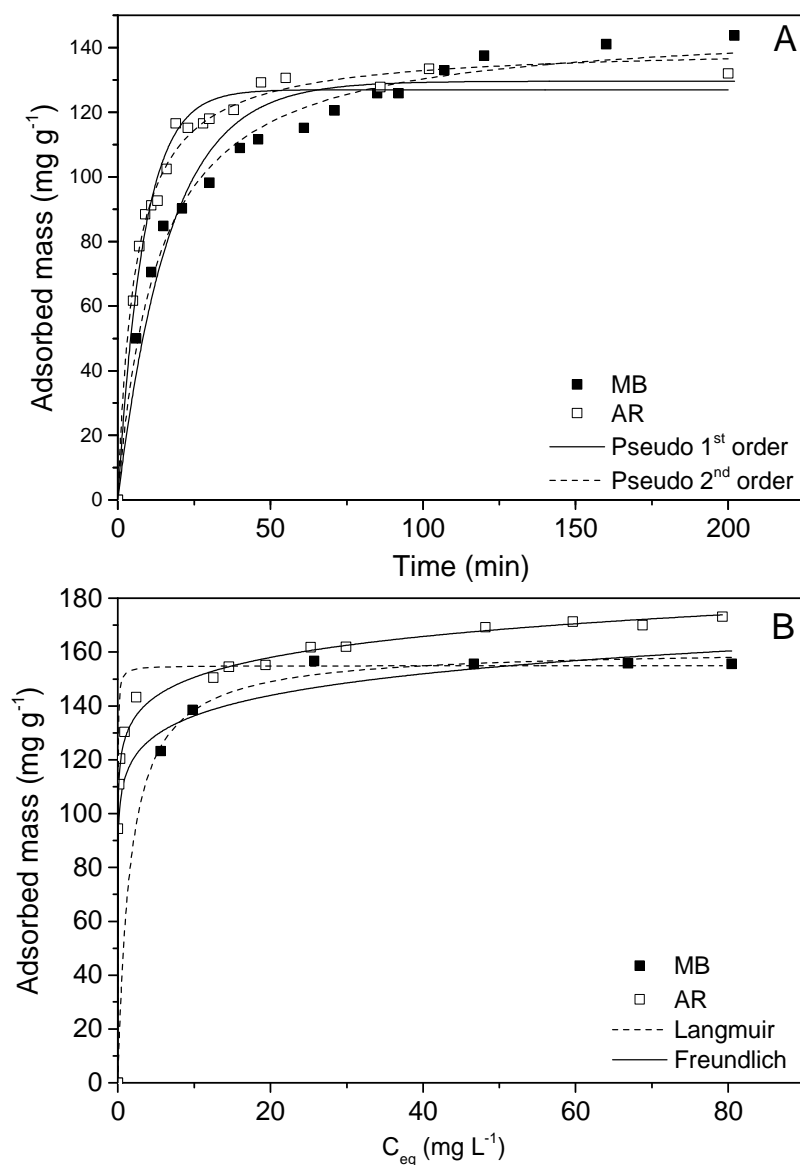 A
140
120
100
80
60
40
20
0
Adsorbed mass (mg g⁻¹)
MB
AR
Pseudo 1ˢᵗ order
Pseudo 2ⁿᵈ order
0 50 100 150 200
Time (min)
B
180
160
140
120
100
80
60
40
20
0
Adsorbed mass (mg g⁻¹)
MB
AR
Langmuir
Freundlich
0 20 40 60 80
C_eq (mg L⁻¹)